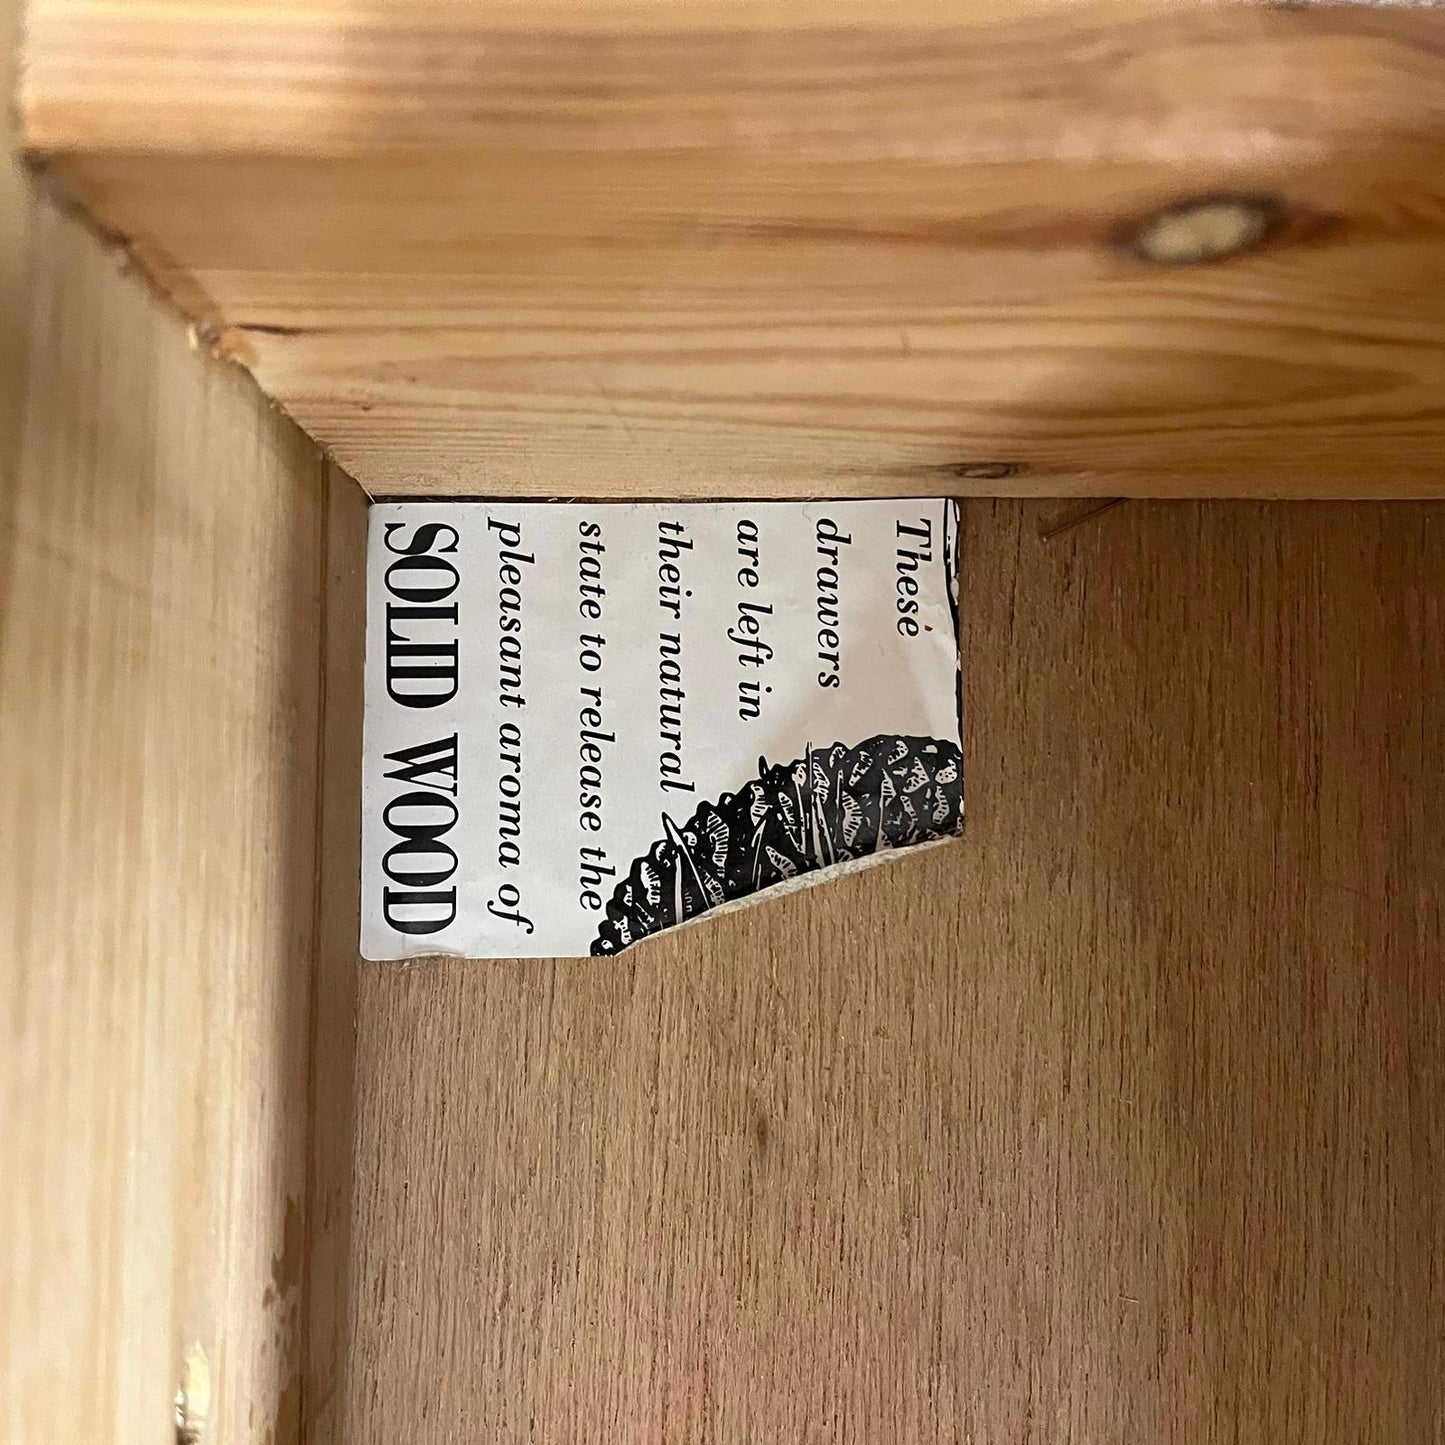 These
drawers
are left in
their natural
state to release the
pleasant aroma of
SOLID WOOD